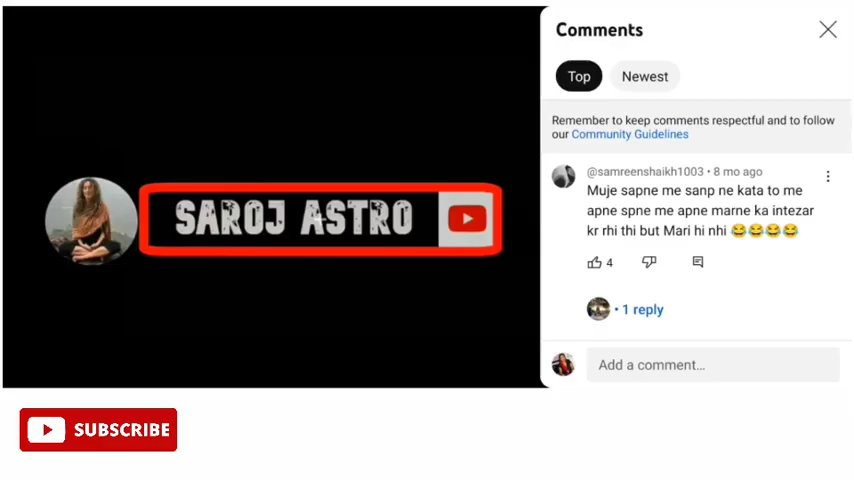 SAROJ ASTRO
Comments
Top
Newest
Remember to keep comments respectful and to follow
our Community Guidelines
@samreenshaikh1003 • 8 mo ago
Muje sapne me sanp ne kata to me
apne spne me apne marne ka intezar
kr rhi thi but Mari hi nhi 😂😂😂😂
4
• 1 reply
Add a comment...
SUBSCRIBE